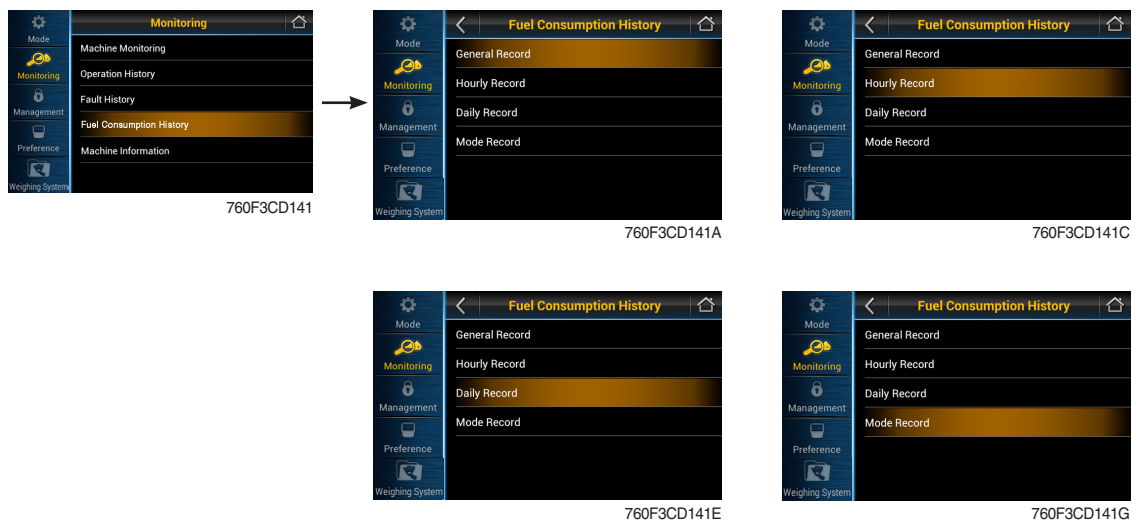 Monitoring
Mode
Monitoring
Management
Preference
Weighing System
Machine Monitoring
Operation History
Fault History
Fuel Consumption History
Machine Information
760F3CD141
Fuel Consumption History
Mode
Monitoring
Management
Preference
Weighing System
General Record
Hourly Record
Daily Record
Mode Record
760F3CD141A
Fuel Consumption History
Mode
Monitoring
Management
Preference
Weighing System
General Record
Hourly Record
Daily Record
Mode Record
760F3CD141C
Fuel Consumption History
Mode
Monitoring
Management
Preference
Weighing System
General Record
Hourly Record
Daily Record
Mode Record
760F3CD141E
Fuel Consumption History
Mode
Monitoring
Management
Preference
Weighing System
General Record
Hourly Record
Daily Record
Mode Record
760F3CD141G